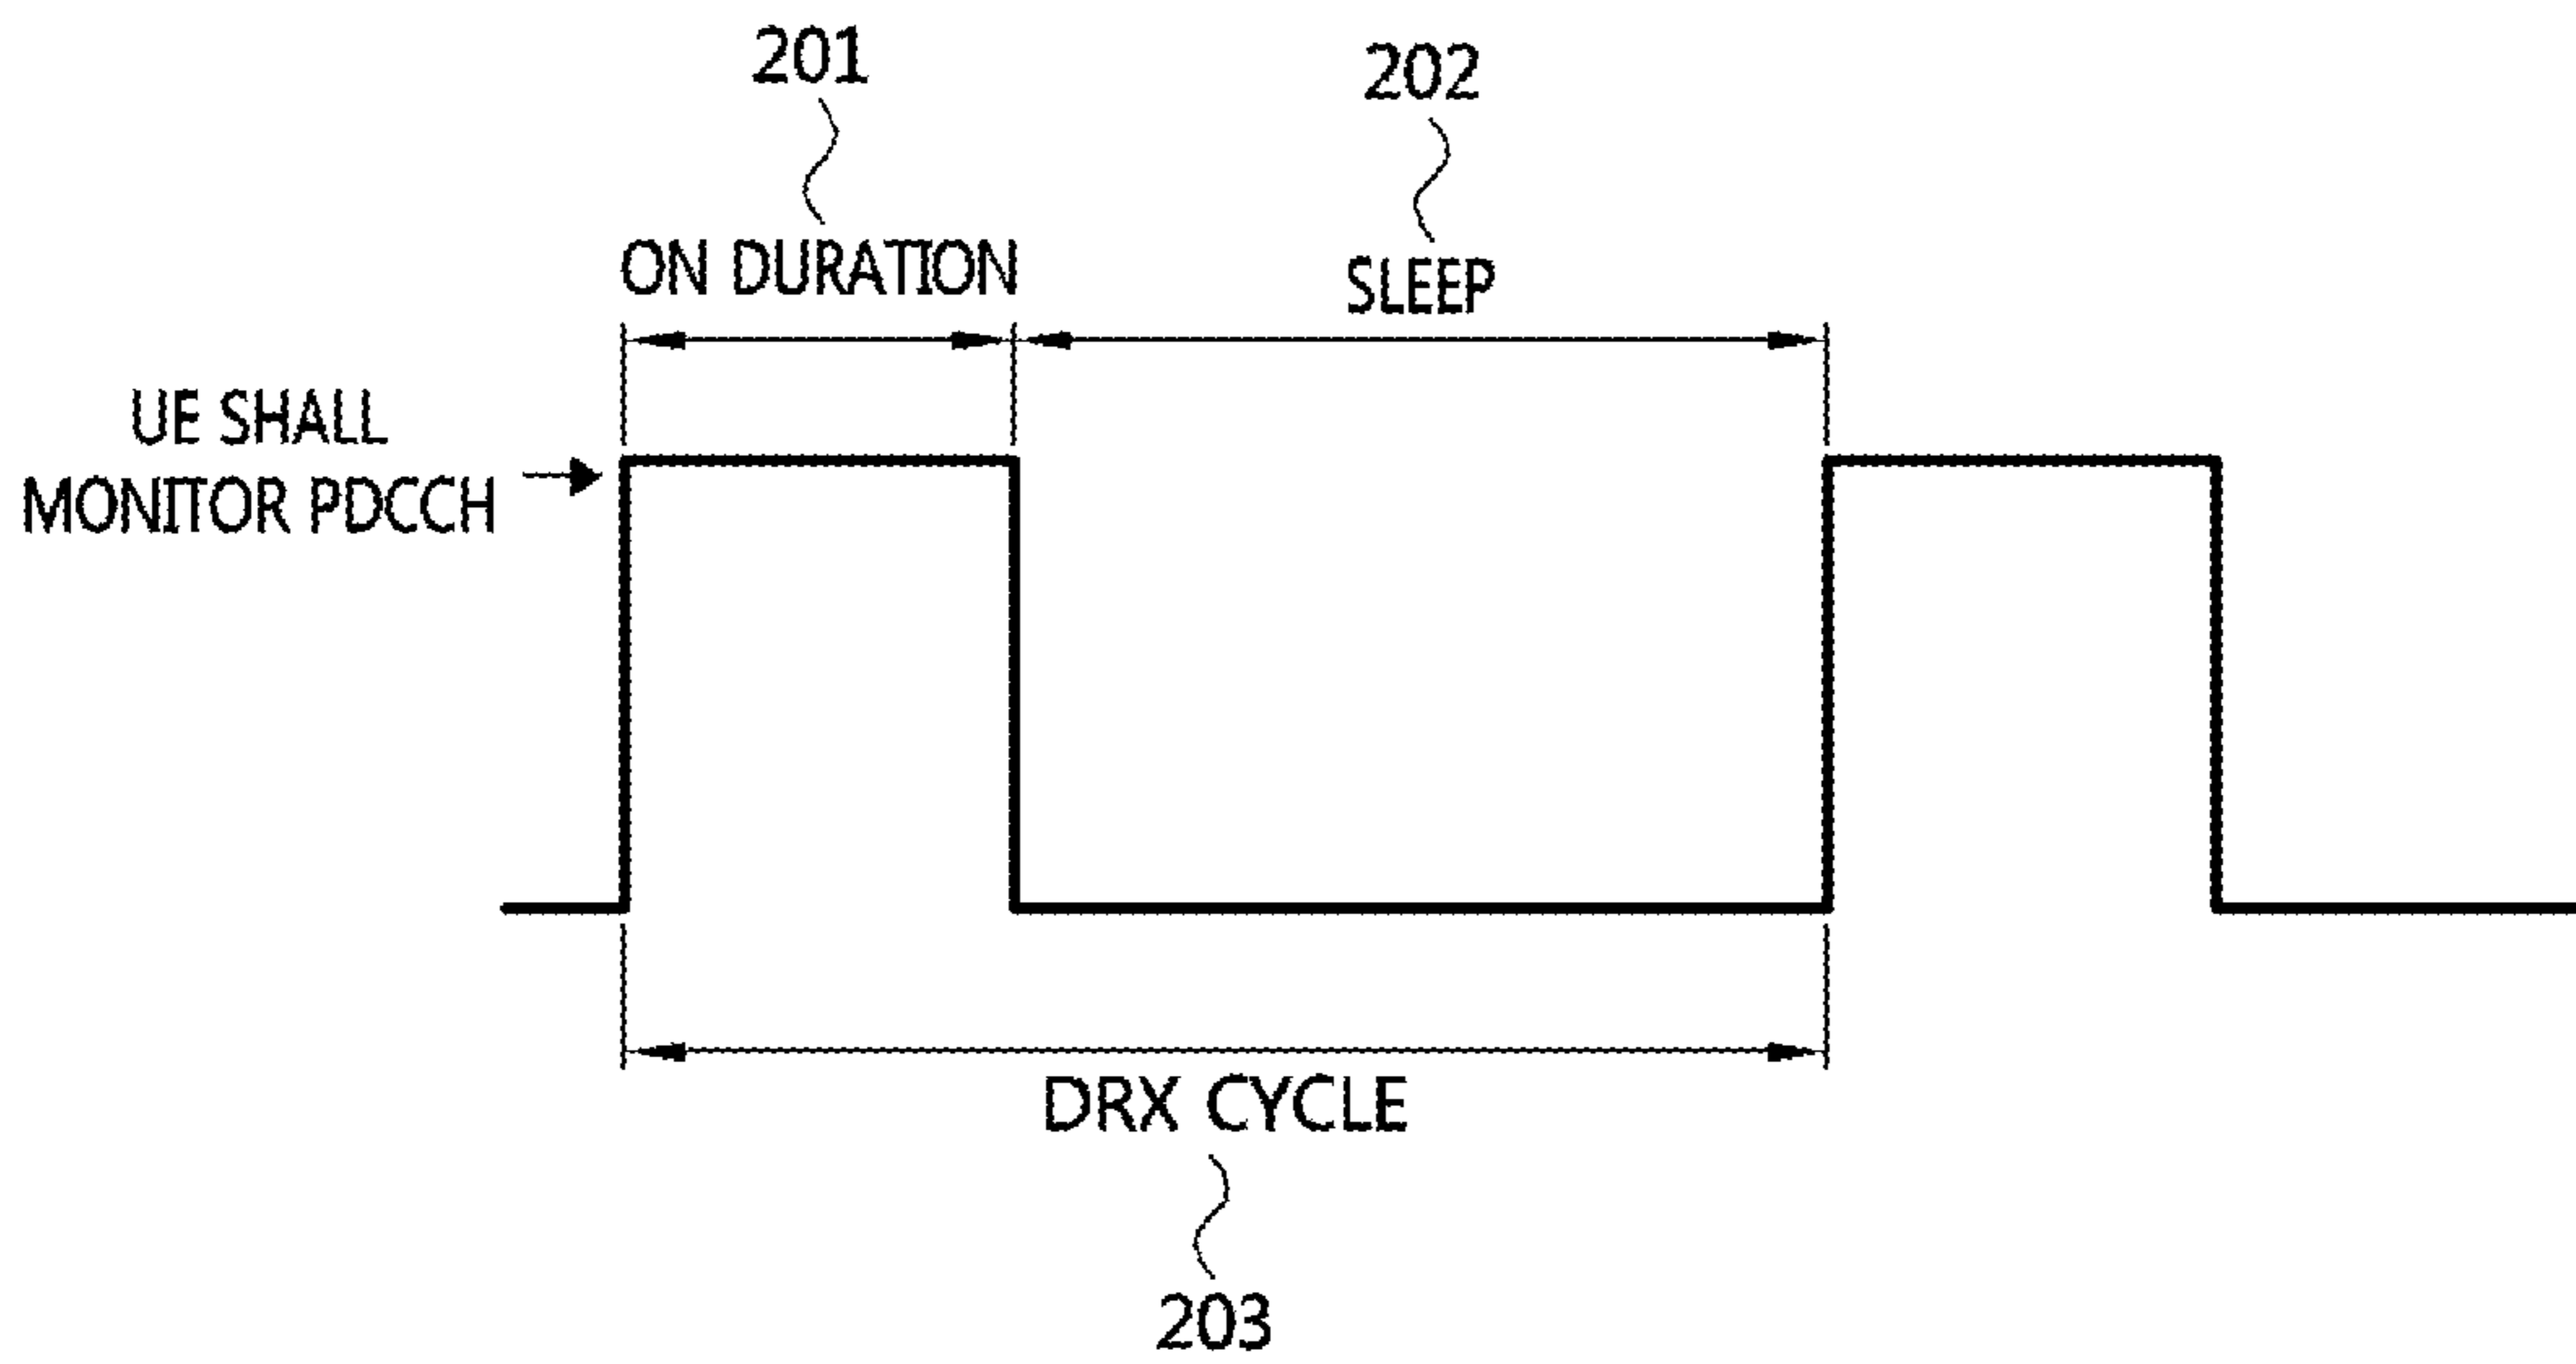 201
202
ON DURATION
SLEEP
UE SHALL
MONITOR PDCCH
DRX CYCLE
203